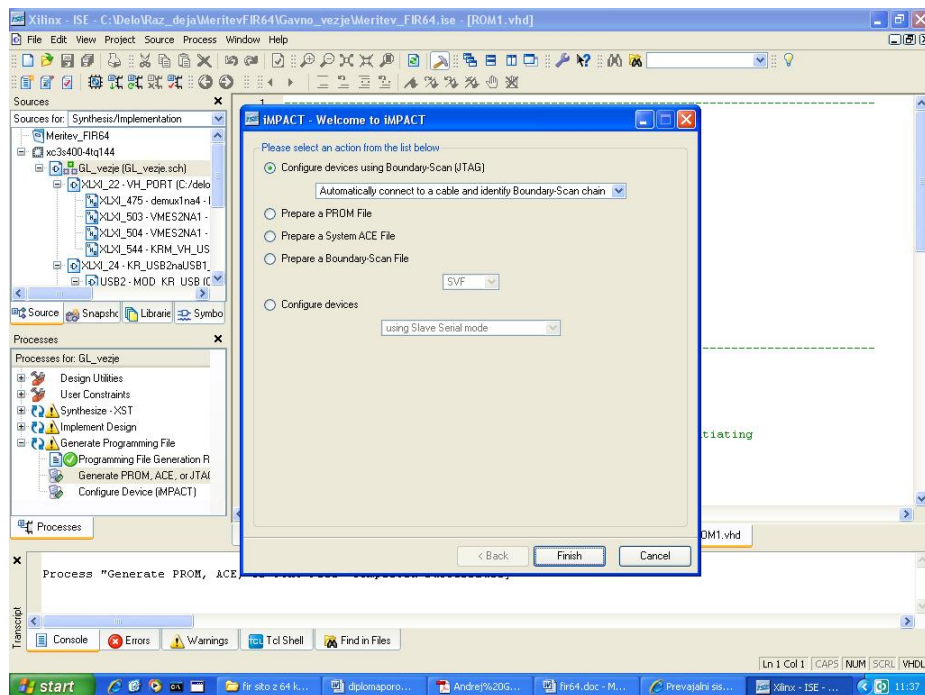 Xilinx - ISE - C:\Delo\Raz_deja\MeritevFIR64\Gavno_vezje\Meritev_FIR64.ise - [ROM1.vhd]
File Edit View Project Source Process Window Help
Sources
Sources for: Synthesis/Implementation
Meritev_FIR64
xc3s400-4tq144
GL_vezje (GL_vezje.sch)
XLXI_22 - VH_PORT (C:/delo
XLXI_475 - demux1na4 -
XLXI_503 - VMES2NA1 -
XLXI_504 - VMES2NA1 -
XLXI_544 - KRM_VH_US
XLXI_24 - KR_USB2naUSB1_
USB2 - MOD_KR_USB (C
Source Snapshc Librarie Symbo
Processes
Processes for: GL_vezje
Design Utilities
User Constraints
Synthesize - XST
Implement Design
Generate Programming File
Programming File Generation R
Generate PROM, ACE, or JTA
Configure Device (iMPACT)
Processes
1
iMPACT - Welcome to iMPACT
Please select an action from the list below
Configure devices using Boundary-Scan (JTAG)
Automatically connect to a cable and identify Boundary-Scan chain
Prepare a PROM File
Prepare a System ACE File
Prepare a Boundary-Scan File
SVF
Configure devices
using Slave Serial mode
< Back Finish Cancel
tiating
OM1.vhd
Process "Generate PROM, ACE,
Transcript
Console Errors Warnings Tcl Shell Find in Files
Ln 1 Col 1 CAPS NUM SCRL VHDL
start fir sito z 64 k... diplomaporo... Andrej%20G... fir64.doc - M... Prevajalni sis... Xilinx - ISE - ... 11:37